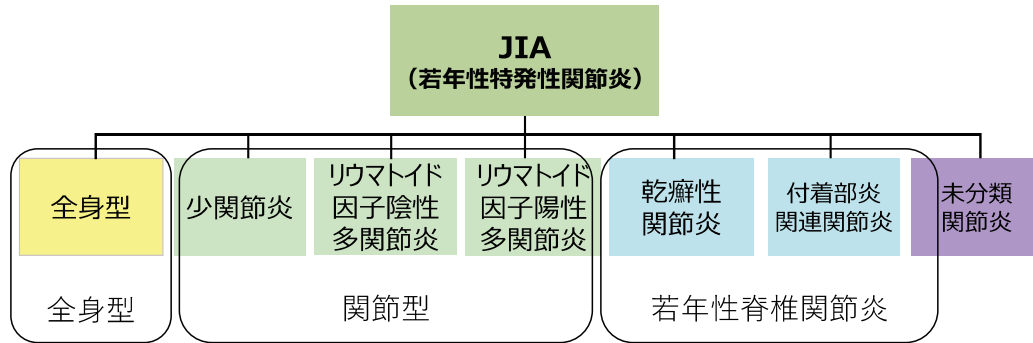 JIA
（若年性特発性関節炎）
全身型
少関節炎
リウマトイド
因子陰性
多関節炎
リウマトイド
因子陽性
多関節炎
乾癬性
関節炎
付着部炎
関連関節炎
未分類
関節炎
全身型
関節型
若年性脊椎関節炎